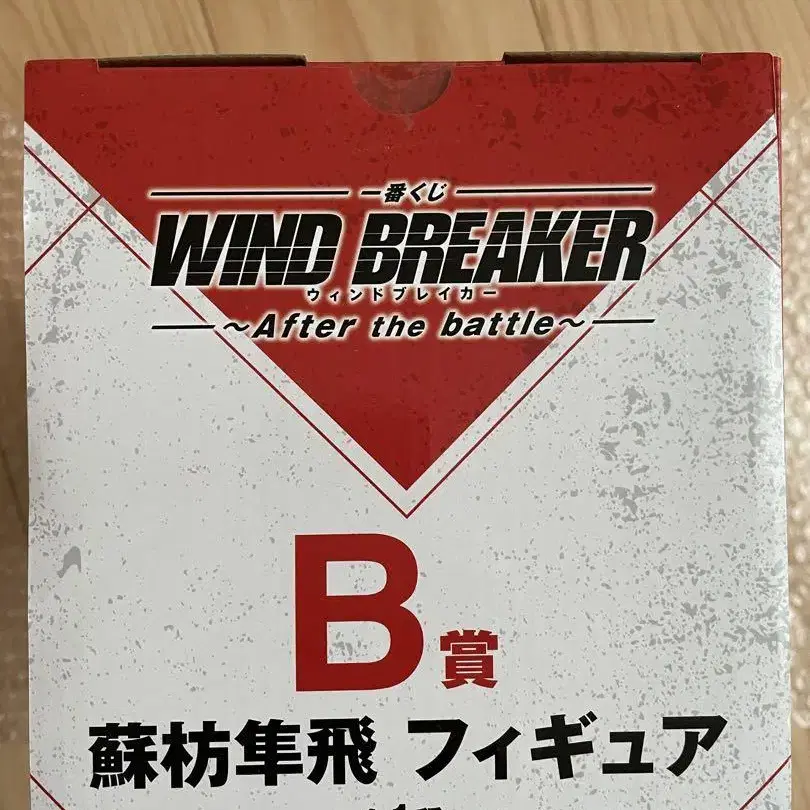 一番くじ
WIND BREAKER
ウィンドブレイカー
～After the battle～
B賞
蘇枋隼飛 フィギュア